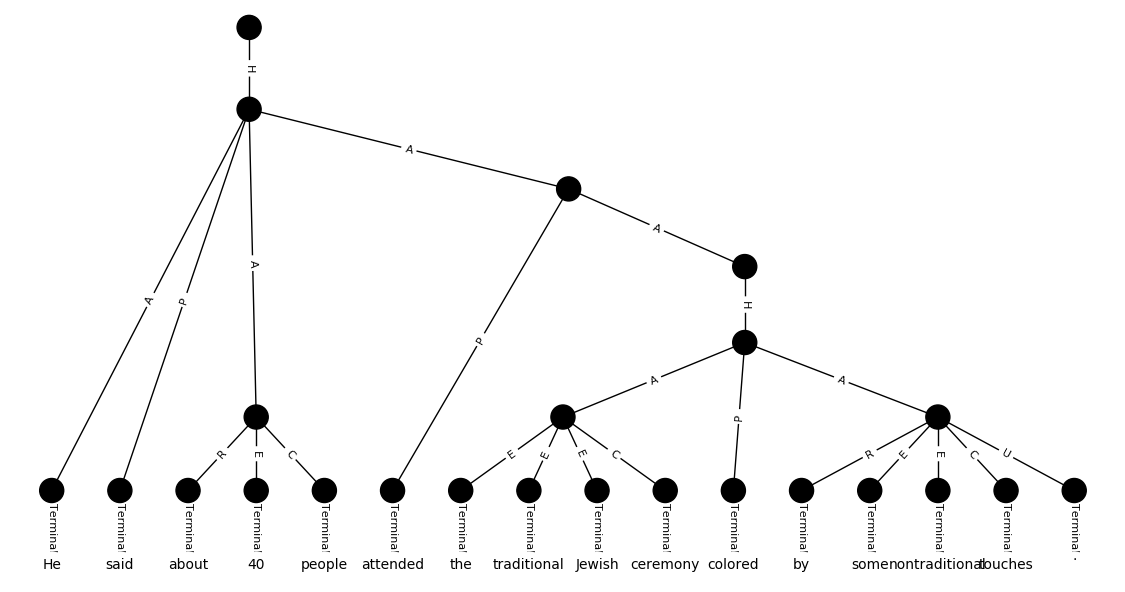 H
A
A
A
H
A
P
A
P
A
A
P
P
R E C E E E C R E E C U
Terminal Terminal Terminal Terminal Terminal Terminal Terminal Terminal Terminal Terminal Terminal Terminal Terminal Terminal Terminal Terminal
He said about 40 people attended the traditional Jewish ceremony colored by some nontraditional touches .